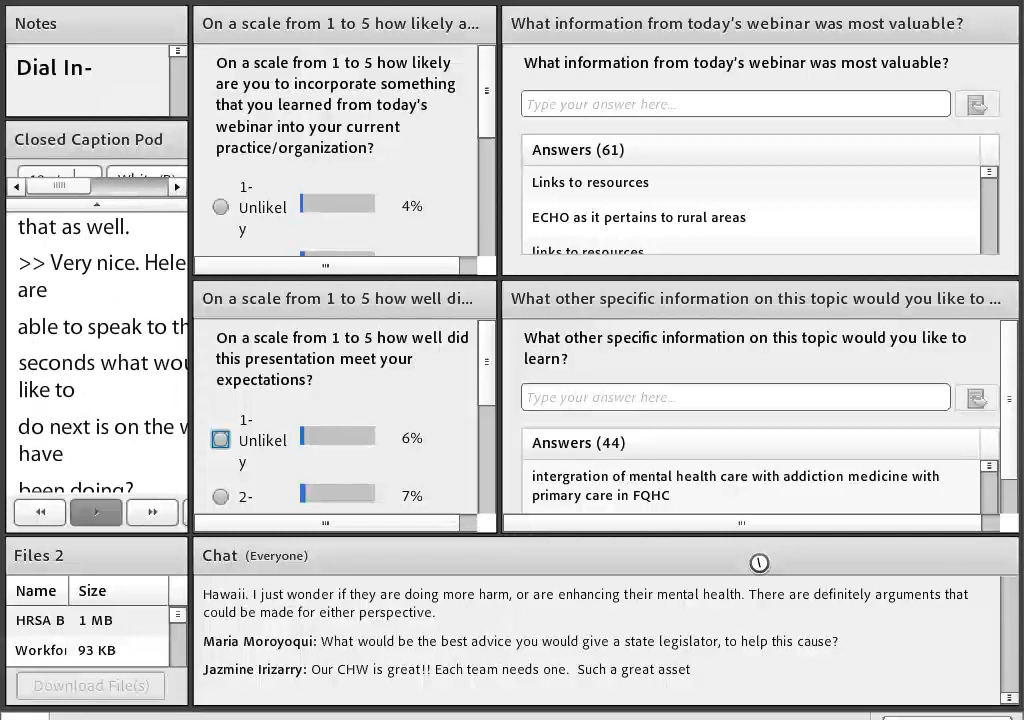 Notes
Dial In-
Closed Caption Pod
that as well.
>> Very nice. Hele
are
able to speak to th
seconds what wou
like to
do next is on the w
have
been doing?
Files 2
Name Size
HRSA B 1 MB
Workfo 93 KB
Download File(s)
On a scale from 1 to 5 how likely a...
On a scale from 1 to 5 how likely
are you to incorporate something
that you learned from today's
webinar into your current
practice/organization?
1-
Unlikel
y
4%
On a scale from 1 to 5 how well di...
On a scale from 1 to 5 how well did
this presentation meet your
expectations?
1-
Unlikel
y
6%
2-
7%
What information from today's webinar was most valuable?
What information from today's webinar was most valuable?
Type your answer here...
Answers (61)
Links to resources
ECHO as it pertains to rural areas
links to resources
What other specific information on this topic would you like to ...
What other specific information on this topic would you like to
learn?
Type your answer here...
Answers (44)
intergration of mental health care with addiction medicine with
primary care in FQHC
Chat (Everyone)
Hawaii. I just wonder if they are doing more harm, or are enhancing their mental health. There are definitely arguments that
could be made for either perspective.
Maria Moroyoqui: What would be the best advice you would give a state legislator, to help this cause?
Jazmine Irizarry: Our CHW is great!! Each team needs one.  Such a great asset